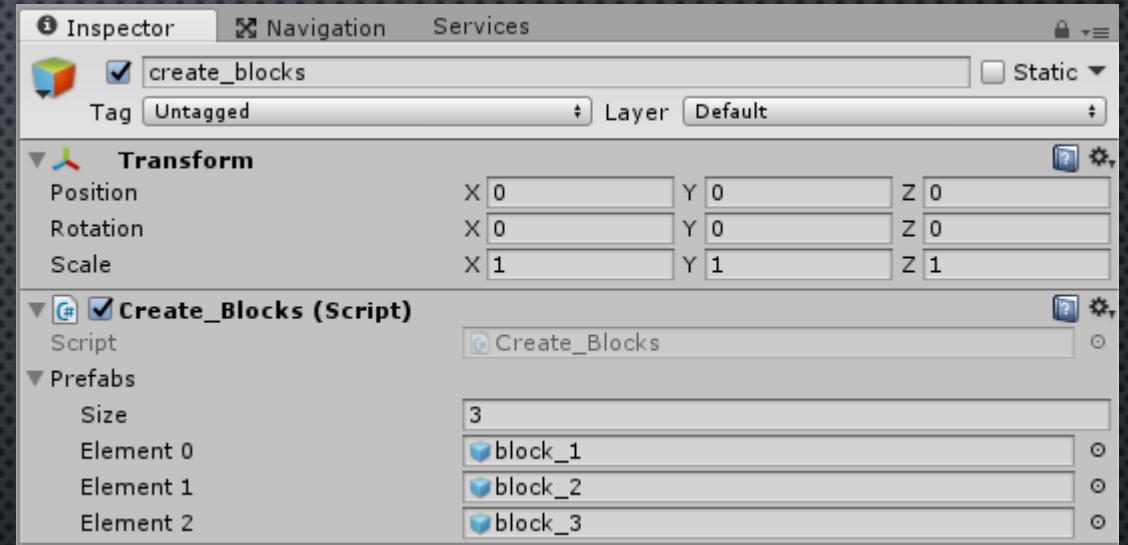 Inspector Navigation Services
create_blocks Static
Tag Untagged Layer Default
Transform
Position X 0 Y 0 Z 0
Rotation X 0 Y 0 Z 0
Scale X 1 Y 1 Z 1
Create_Blocks (Script)
Script Create_Blocks
Prefabs
Size 3
Element 0 block_1
Element 1 block_2
Element 2 block_3